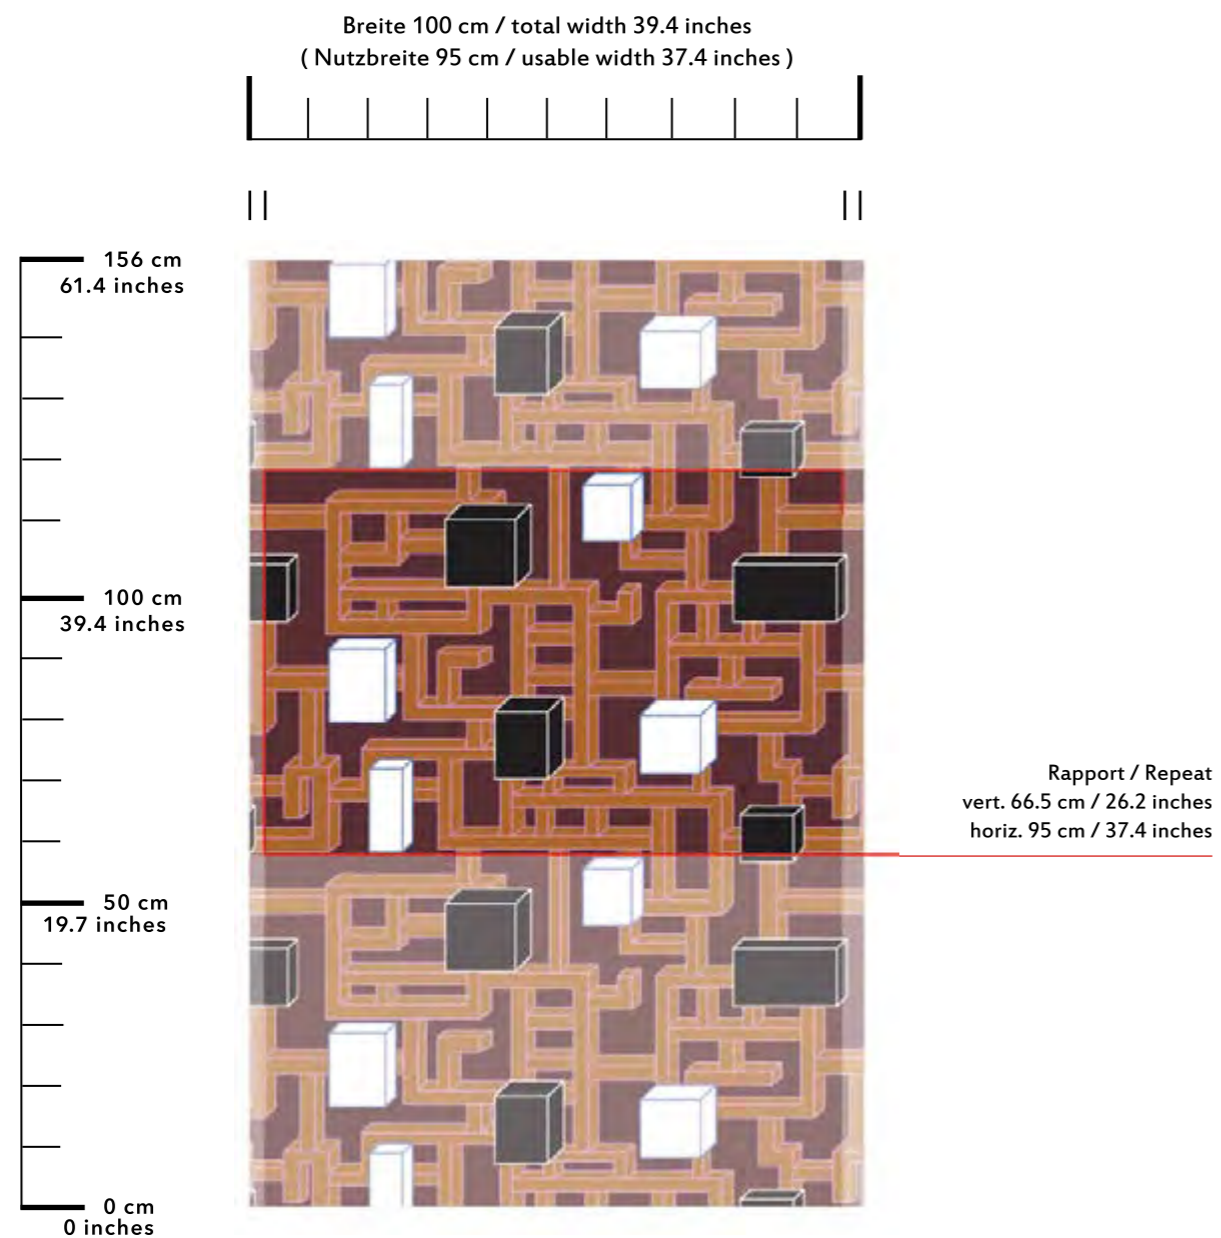 Breite 100 cm / total width 39.4 inches
( Nutzbreite 95 cm / usable width 37.4 inches )
156 cm
61.4 inches
100 cm
39.4 inches
Rapport / Repeat
vert. 66.5 cm / 26.2 inches
horiz. 95 cm / 37.4 inches
50 cm
19.7 inches
0 cm
0 inches